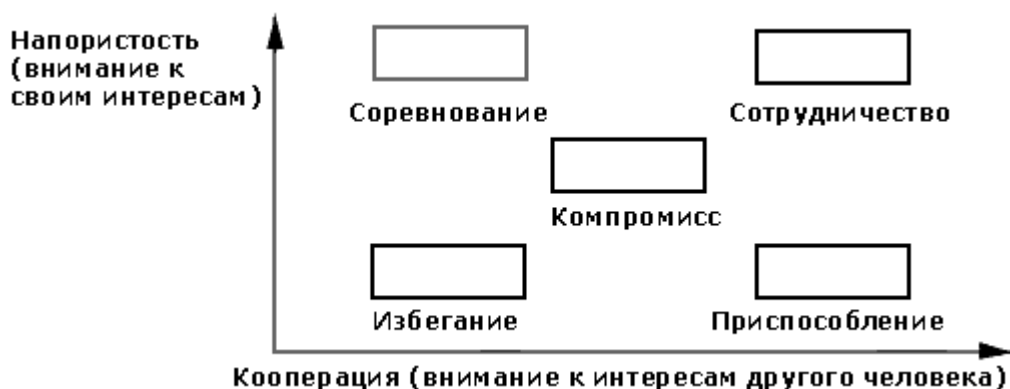 Напористость
(внимание к
своим интересам)
Соревнование
Сотрудничество
Компромисс
Избегание
Приспособление
Кооперация (внимание к интересам другого человека)